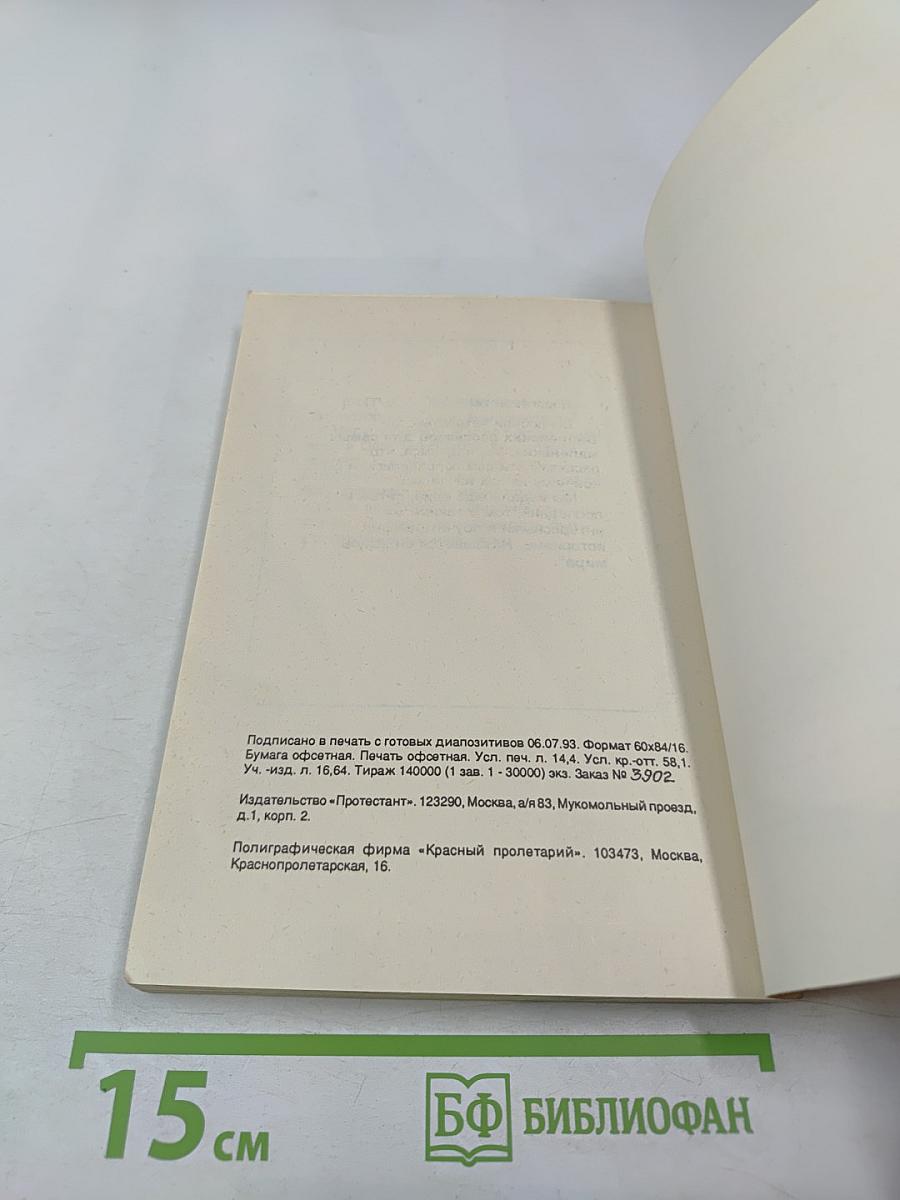 Подписано в печать с готовых диапозитивов 06.07.93. Формат 60х84/16.
Бумага офсетная. Печать офсетная. Усл. печ. л. 14,4. Усл. кр.-отт. 58,1.
Уч. -изд. л. 16,64. Тираж 140000 (1 зав. 1 - 30000) экз. Заказ № 3902
Издательство «Протестант». 123290, Москва, а/я 83, Мукомольный проезд,
д.1, корп. 2.
Полиграфическая фирма «Красный пролетарий». 103473, Москва,
Краснопролетарская, 16.
15 см
БФ БИБЛИОФАН